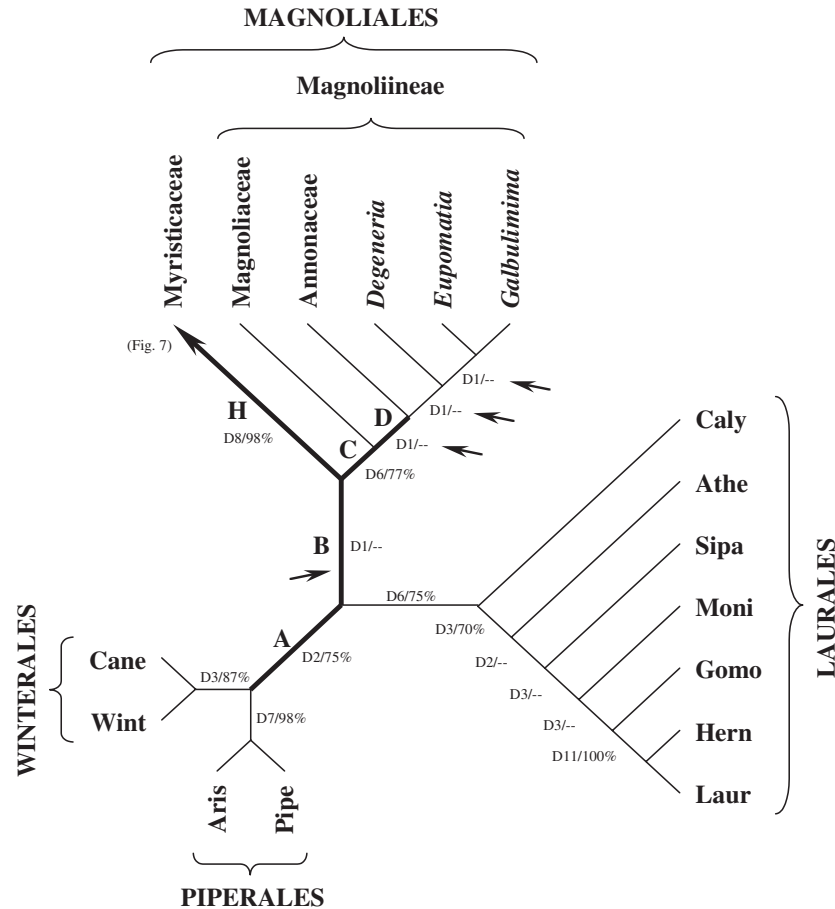 MAGNOLIALES
Magnoliineae
Myristicaceae
Magnoliaceae
Annonaceae
Degeneria
Eupomatia
Galbulimima
(Fig. 7)
D1/--
H
D
D1/--
D8/98%
C
D1/--
D6/77%
Caly
Athe
B
D1/--
Sipa
D6/75%
Moni
D3/70%
A
D2/75%
D2/--
Cane
D3/87%
Gomo
D3/--
Wint
D7/98%
D3/--
Hern
D11/100%
Laur
WINTERALES
LAURALES
Aris
Pipe
PIPERALES